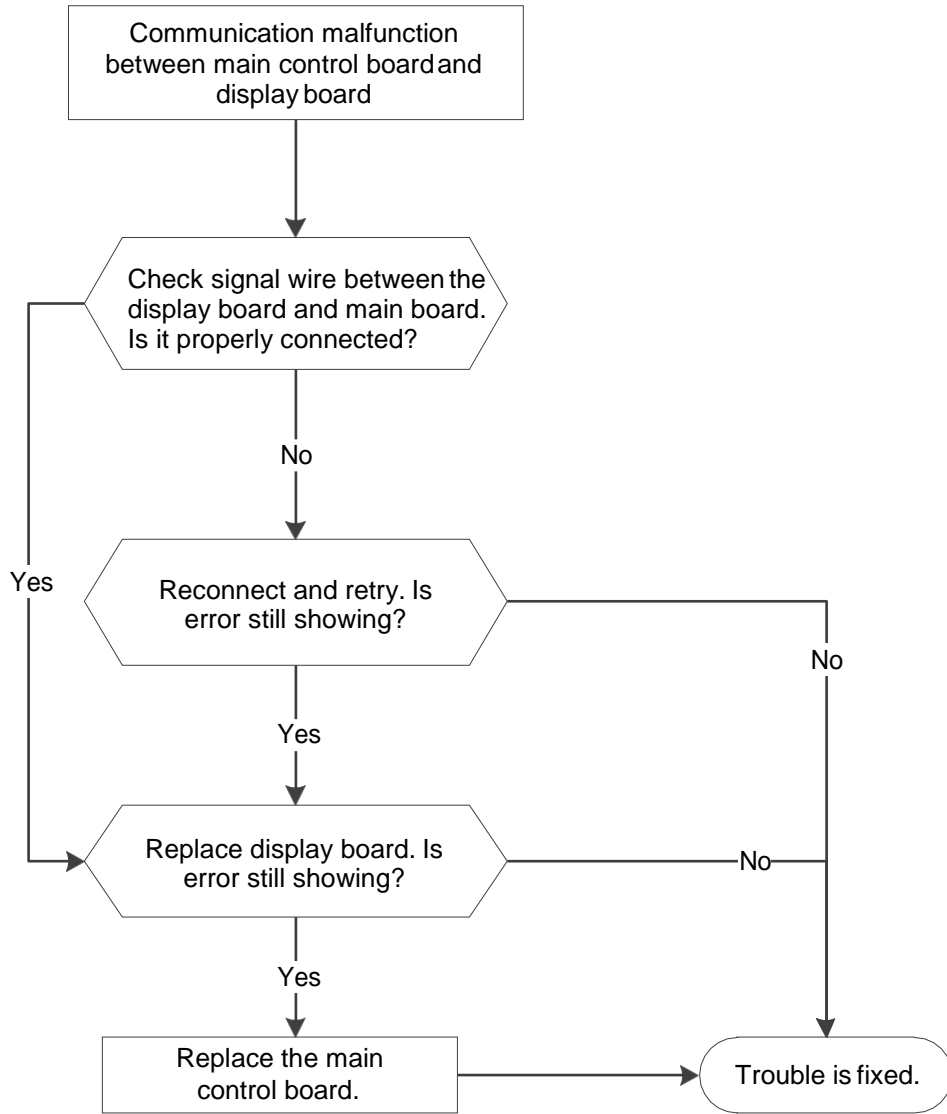 Communication malfunction
between main control board and
display board
Check signal wire between the
display board and main board.
Is it properly connected?
No
Yes
Reconnect and retry. Is
error still showing?
No
Yes
Replace display board. Is
error still showing?
No
Yes
Replace the main
control board.
Trouble is fixed.